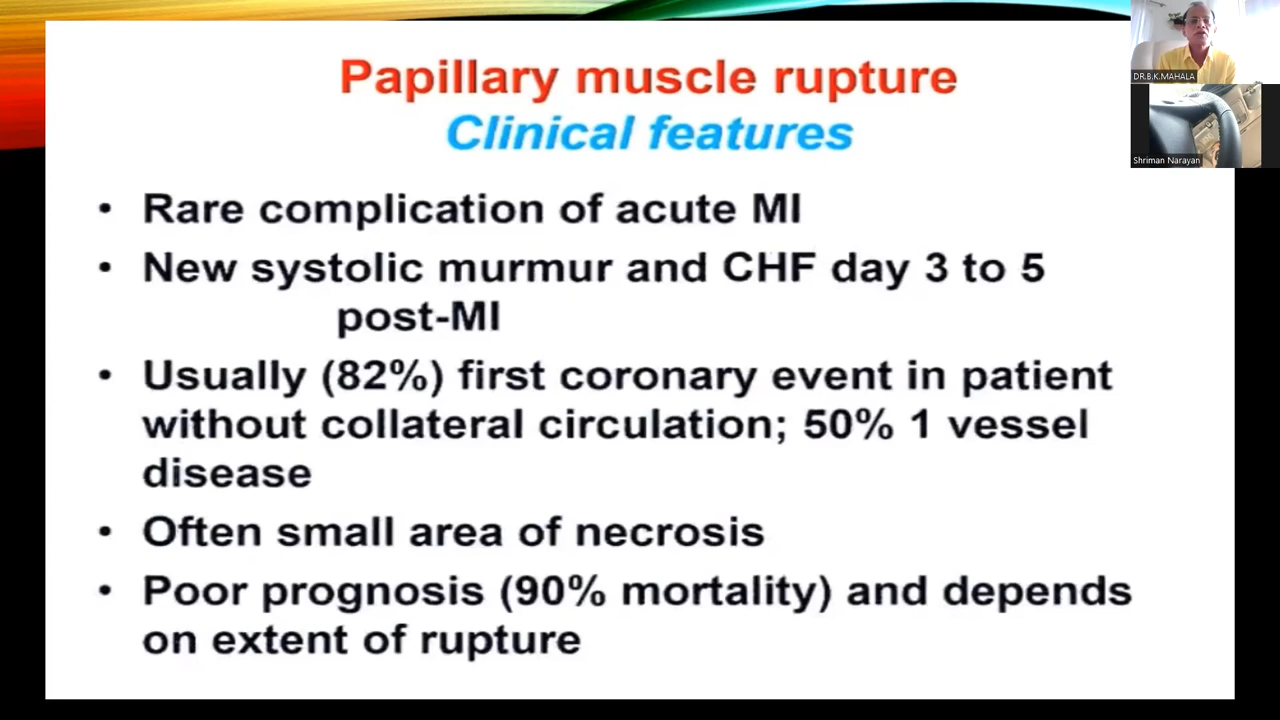 Papillary muscle rupture
Clinical features
• Rare complication of acute MI
• New systolic murmur and CHF day 3 to 5
post-MI
• Usually (82%) first coronary event in patient
without collateral circulation; 50% 1 vessel
disease
• Often small area of necrosis
• Poor prognosis (90% mortality) and depends
on extent of rupture
DR.B.K.MAHALA
Shriman Narayan